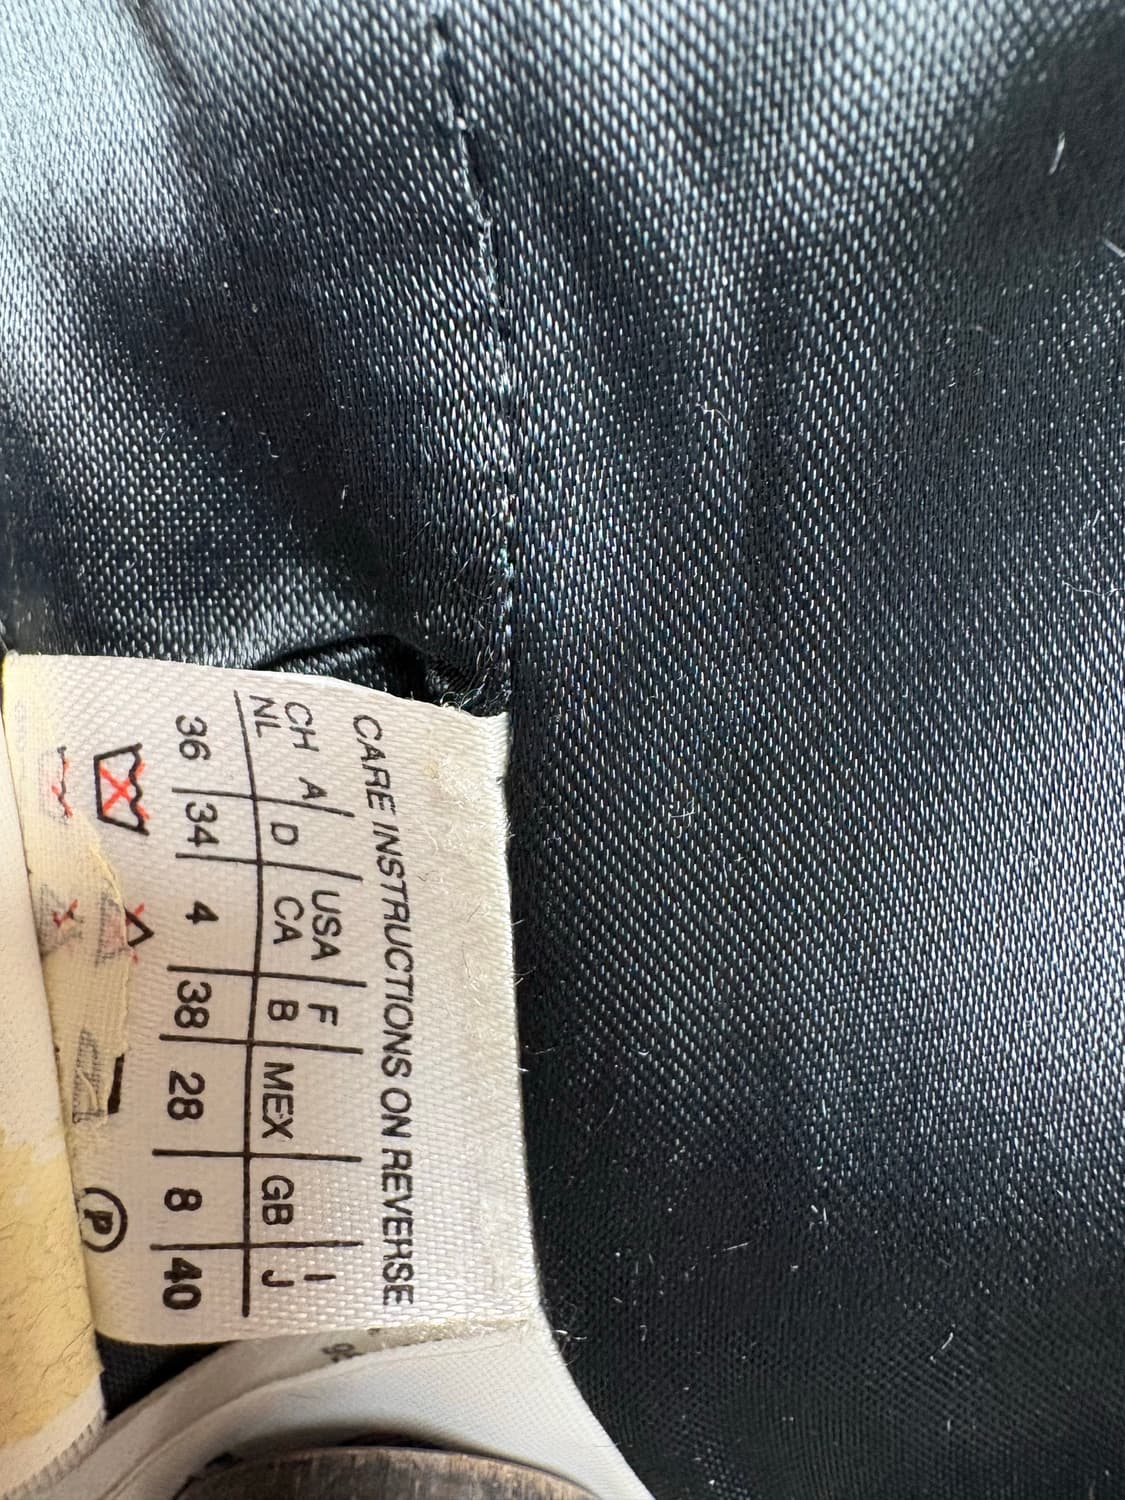 CARE INSTRUCTIONS ON REVERSE
CH A | D | USA | F | MEX | GB | I
NL | CA | B | J
36 | 34 | 4 | 38 | 28 | 8 | 40
P